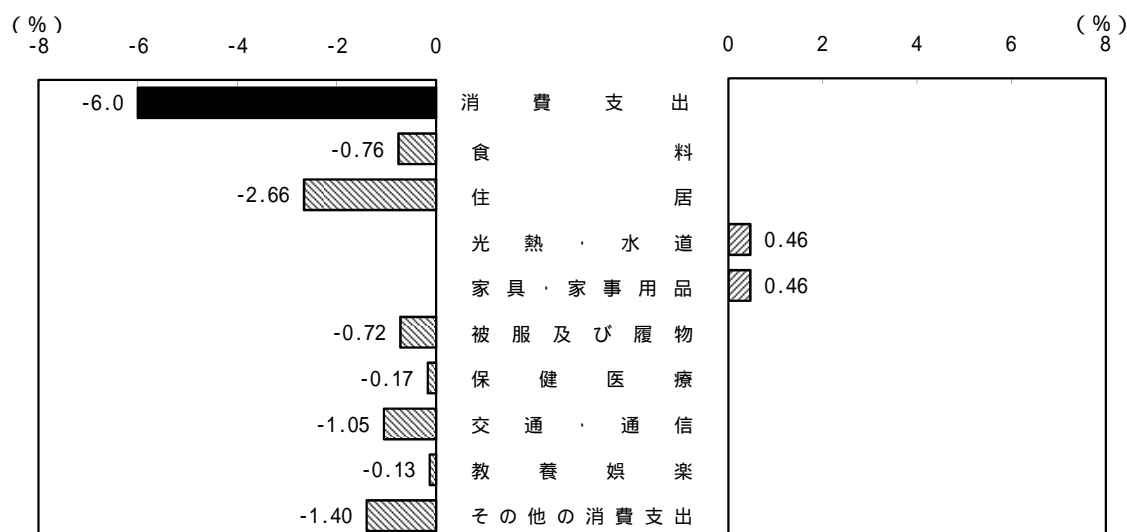 (%) (%)
-8 -6 -4 -2 0 0 2 4 6 8
-6.0 消費支出
-0.76 食料
-2.66 住居
光熱・水道 0.46
家具・家事用品 0.46
-0.72 被服及び履物
-0.17 保健医療
-1.05 交通・通信
-0.13 教養娯楽
-1.40 その他の消費支出